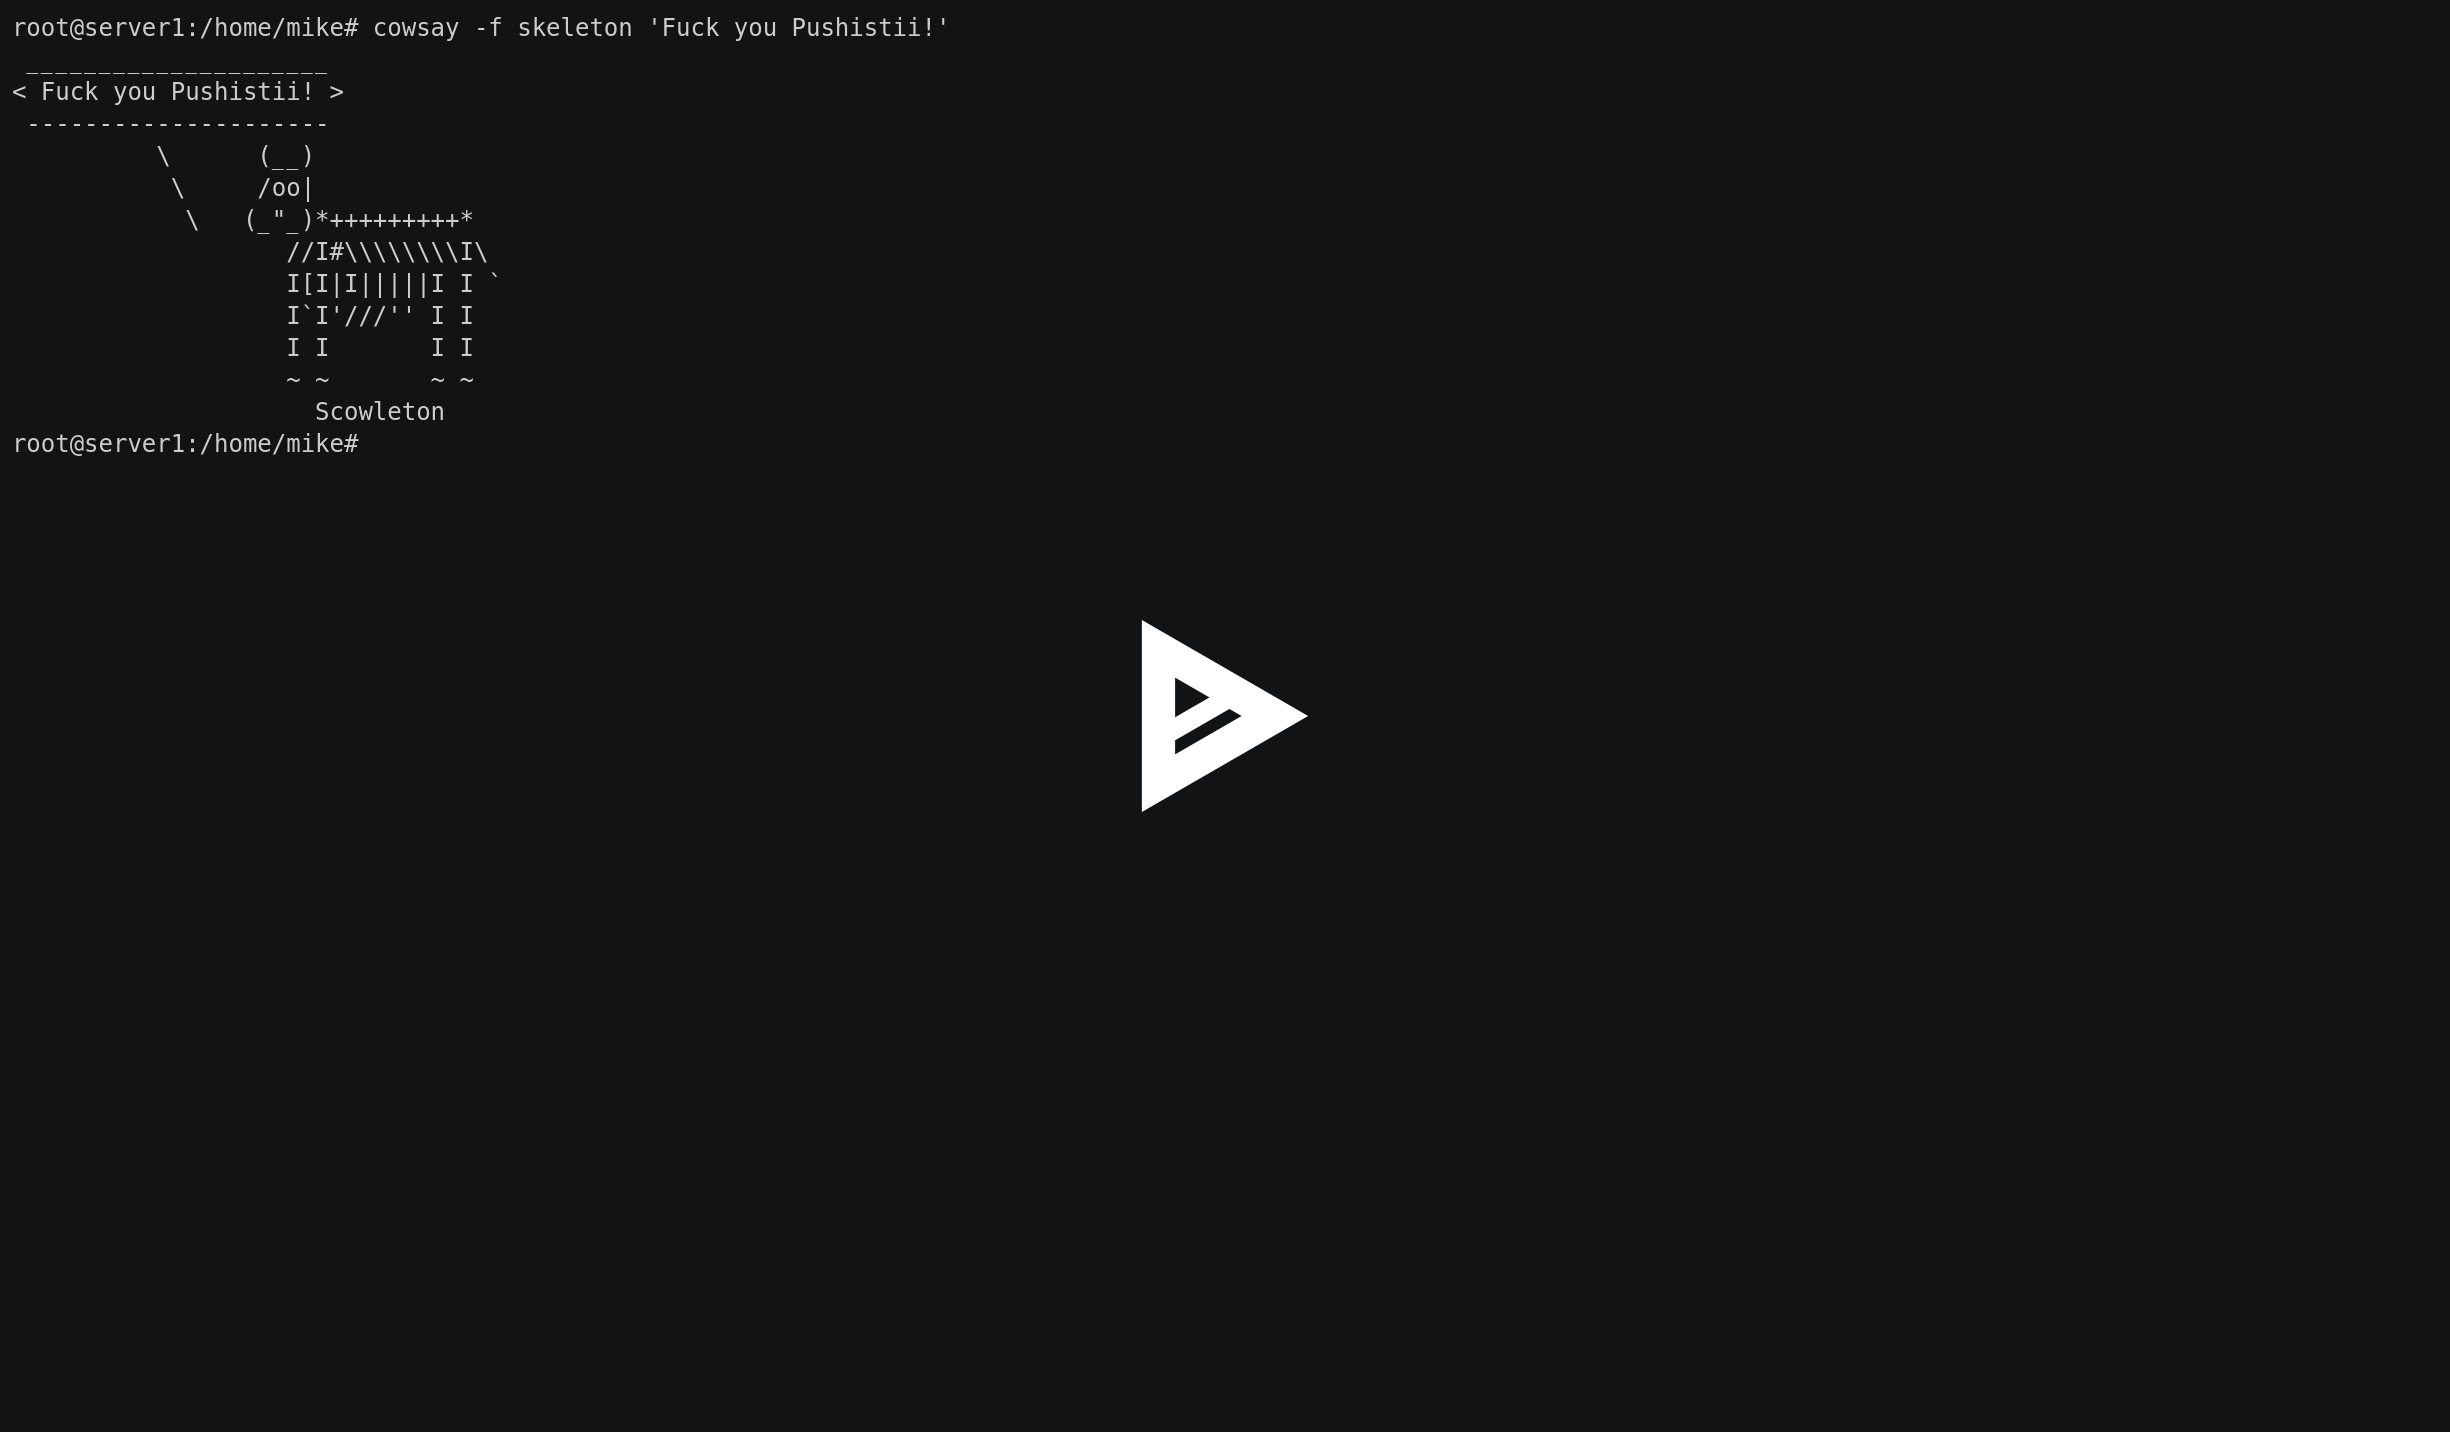 root@server1:/home/mike# cowsay -f skeleton 'Fuck you Pushistii!'
 _____________________
< Fuck you Pushistii! >
 ---------------------
          \      (__)
           \     /oo|
            \   (_"_)*+++++++++*
                   //I#\\\\\\\\I\
                   I[I|I|||||I I `
                   I`I'///'' I I
                   I I       I I
                   ~ ~       ~ ~
                     Scowleton
root@server1:/home/mike#